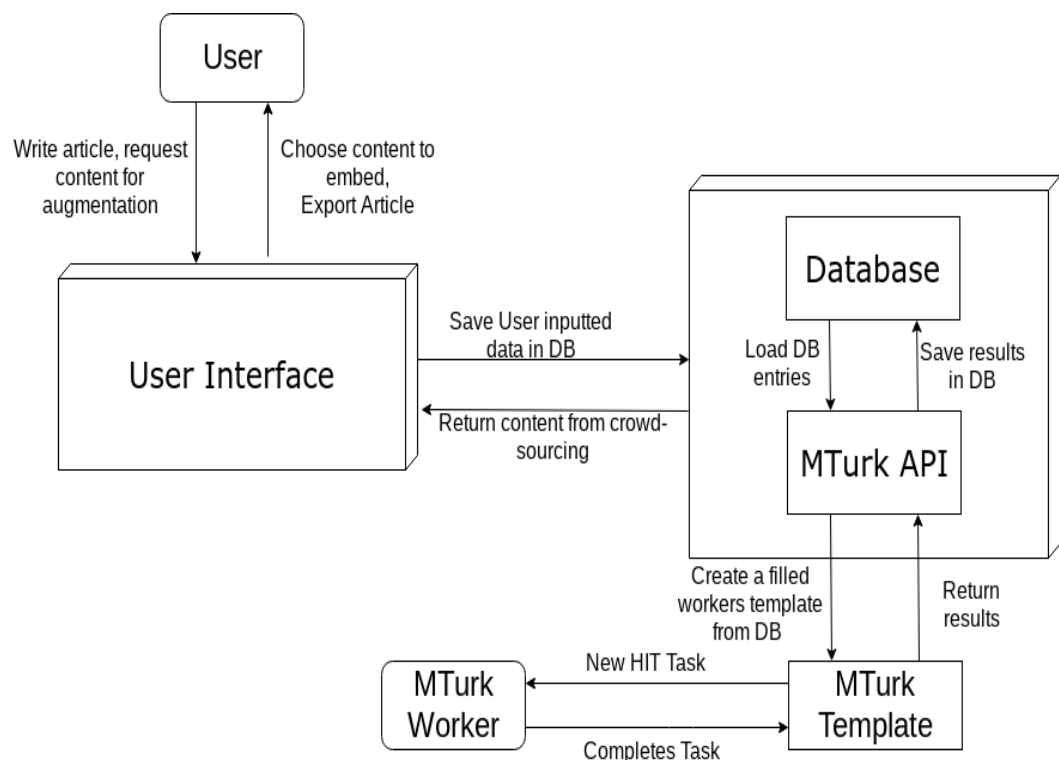 User
Write article, request
content for
augmentation
Choose content to
embed,
Export Article
User Interface
Save User inputted
data in DB
Return content from crowd-
sourcing
Database
Load DB
entries
Save results
in DB
MTurk API
Create a filled
workers template
from DB
Return
results
New HIT Task
MTurk
Worker
Completes Task
MTurk
Template